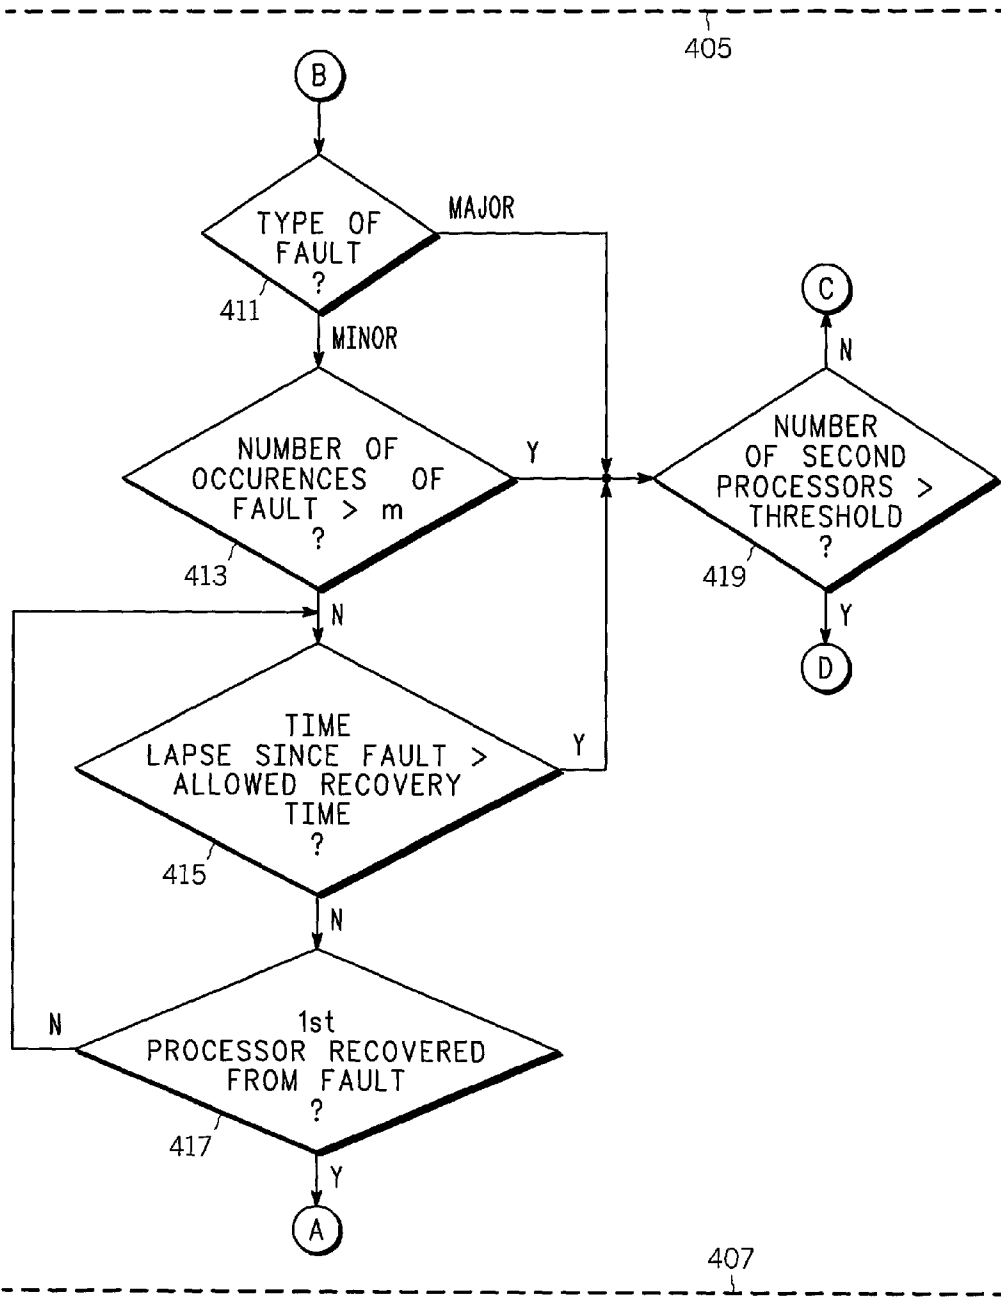 405
B
TYPE OF
FAULT
?
411
MAJOR
MINOR
NUMBER OF
OCCURENCES OF
FAULT > m
?
413
Y
N
C
N
NUMBER
OF SECOND
PROCESSORS >
THRESHOLD
?
419
Y
D
TIME
LAPSE SINCE FAULT >
ALLOWED RECOVERY
TIME
?
415
Y
N
1st
PROCESSOR RECOVERED
FROM FAULT
?
417
N
Y
A
407